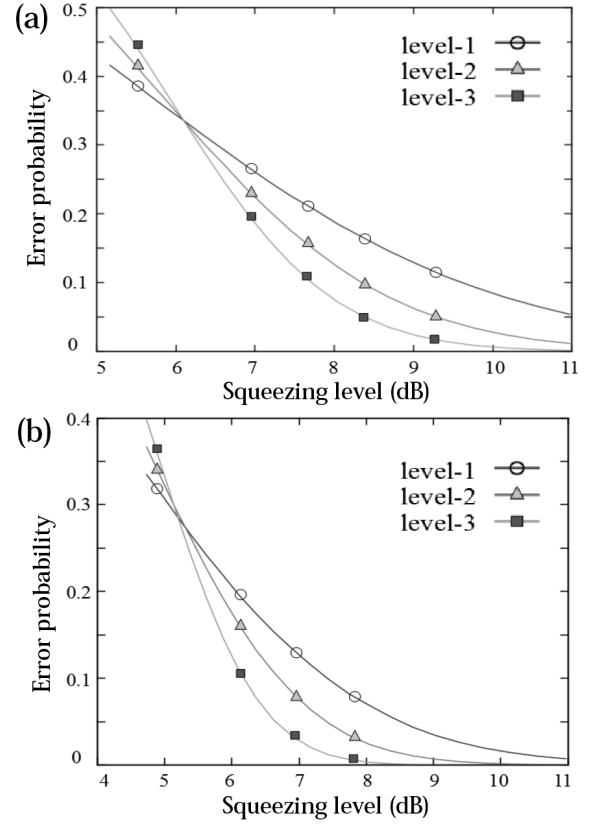 (a)
0.5
0.4
0.3
0.2
0.1
0
Error probability
level-1
level-2
level-3
5 6 7 8 9 10 11
Squeezing level (dB)
(b)
0.4
0.3
0.2
0.1
0
Error probability
level-1
level-2
level-3
4 5 6 7 8 9 10 11
Squeezing level (dB)